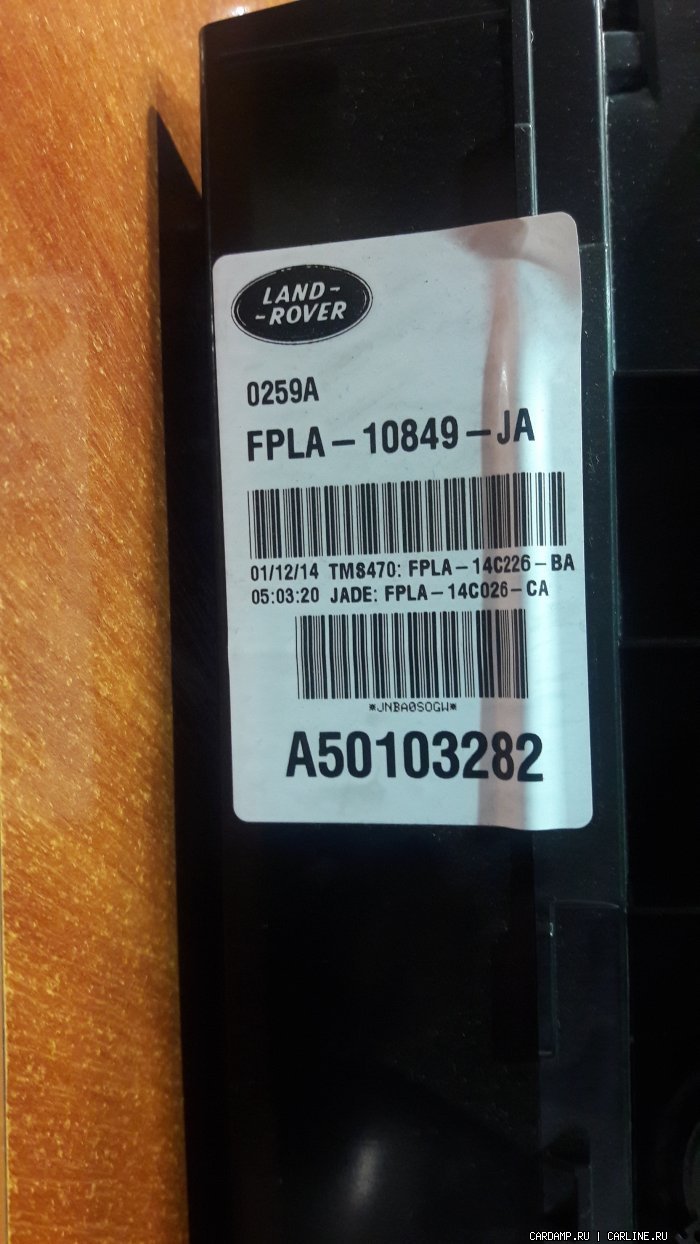 LAND-
-ROVER
0259A
FPLA-10849-JA
01/12/14 TMS470: FPLA-14C226-BA
05:03:20 JADE: FPLA-14C026-CA
*JNBA0SOGW*
A50103282
CARDAMP.RU | CARLINE.RU